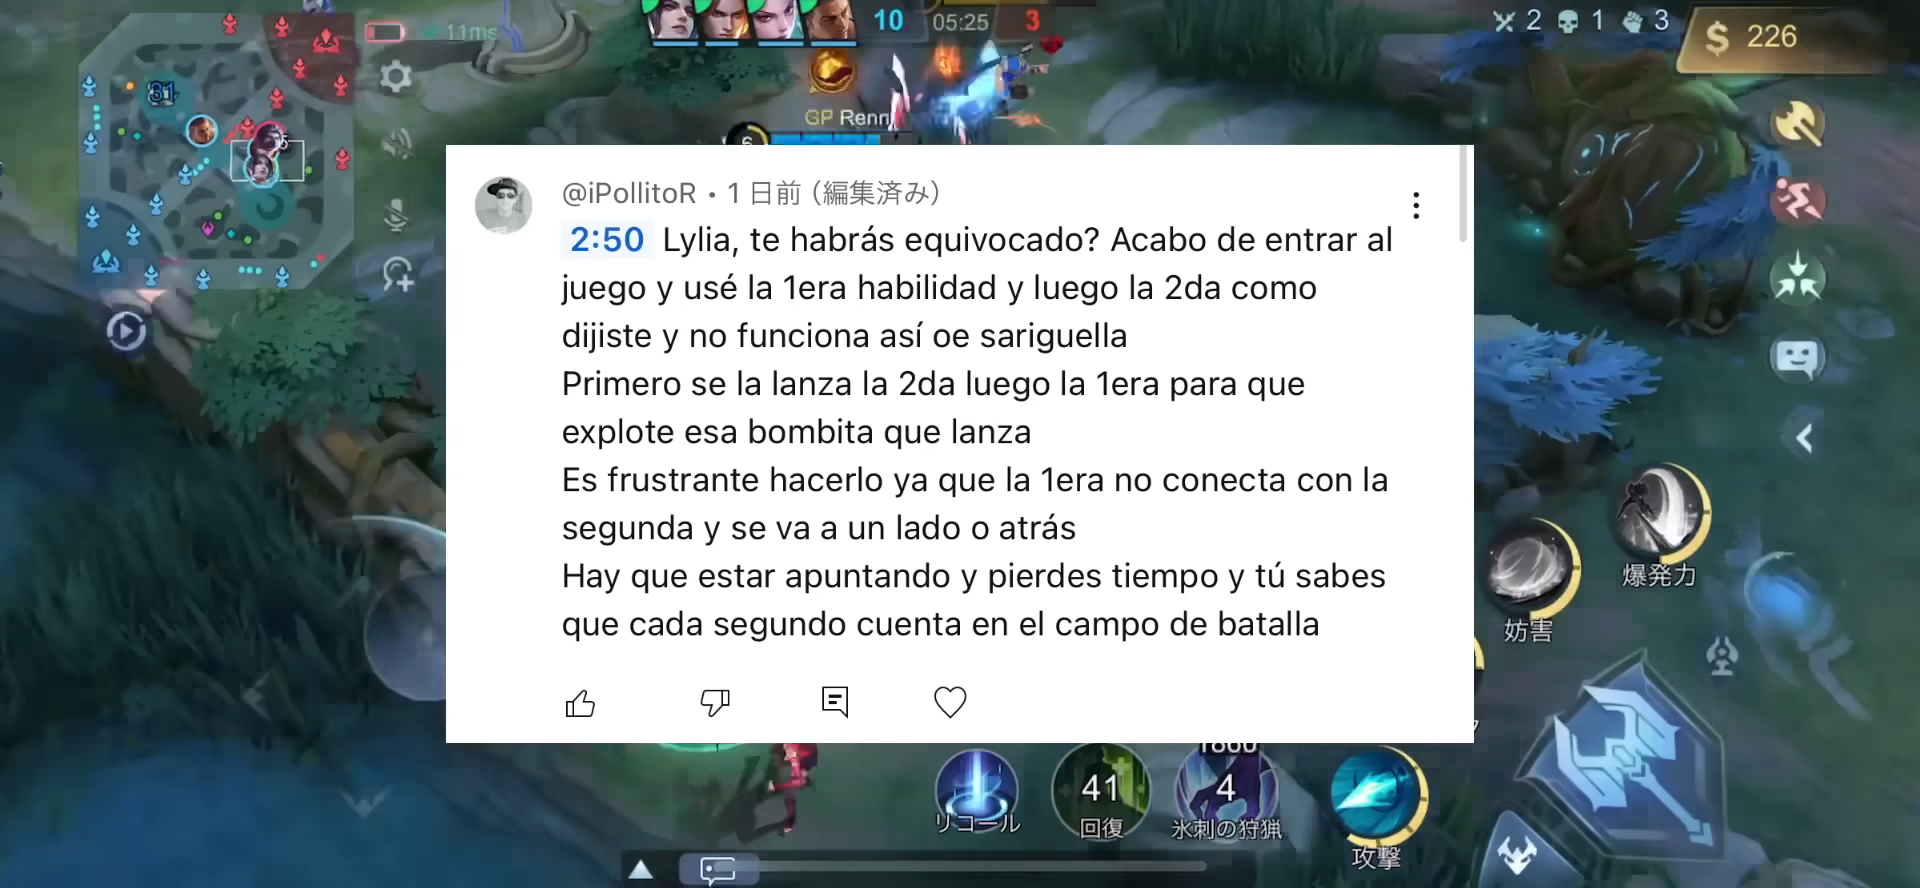 11ms
10
05:25
3
2
1
3
$ 226
GP Renn
6
@iPollitoR • 1 日前 (編集済み)
2:50 Lylia, te habrás equivocado? Acabo de entrar al
juego y usé la 1era habilidad y luego la 2da como
dijiste y no funciona así oe sariguella
Primero se la lanza la 2da luego la 1era para que
explote esa bombita que lanza
Es frustrante hacerlo ya que la 1era no conecta con la
segunda y se va a un lado o atrás
Hay que estar apuntando y pierdes tiempo y tú sabes
que cada segundo cuenta en el campo de batalla
爆発力
妨害
リコール
41
回復
4
氷刺の狩猟
攻撃